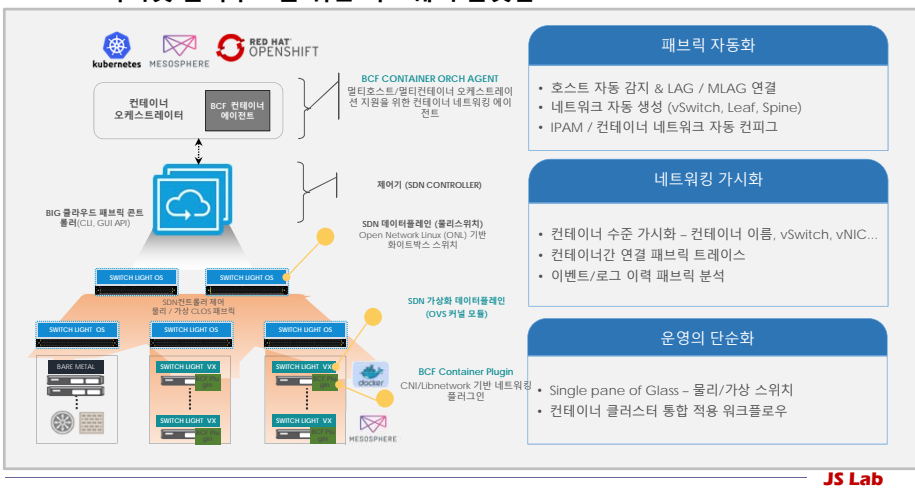 kubernetes
MESOSPHERE
RED HAT
OPENSHIFT
컨테이너
오케스트레이터
BCF 컨테이너
에이전트
BCF CONTAINER ORCH AGENT
멀티호스트/멀티컨테이너 오케스트레이
션 지원을 위한 컨테이너 네트워킹 에이
전트
제어기 (SDN CONTROLLER)
BIG 클라우드 패브릭 콘트
롤러(CLI, GUI API)
SDN 데이터플레인 (물리스위치)
Open Network Linux (ONL) 기반
화이트박스 스위치
SWITCH LIGHT OS
SWITCH LIGHT OS
SDN컨트롤러 제어
물리 / 가상 CLOS 패브릭
SDN 가상화 데이터플레인
(OVS 커널 모듈)
SWITCH LIGHT OS
SWITCH LIGHT OS
SWITCH LIGHT OS
BARE METAL
SWITCH LIGHT VX
BCF Plu
gin
SWITCH LIGHT VX
BCF Plu
gin
SWITCH LIGHT VX
BCF Plu
gin
SWITCH LIGHT VX
BCF Plu
gin
docker
MESOSPHERE
BCF Container Plugin
CNI/Libnetwork 기반 네트워킹
플러그인
패브릭 자동화
• 호스트 자동 감지 & LAG / MLAG 연결
• 네트워크 자동 생성 (vSwitch, Leaf, Spine)
• IPAM / 컨테이너 네트워크 자동 컨피그
네트워킹 가시화
• 컨테이너 수준 가시화 – 컨테이너 이름, vSwitch, vNIC...
• 컨테이너간 연결 패브릭 트레이스
• 이벤트/로그 이력 패브릭 분석
운영의 단순화
• Single pane of Glass – 물리/가상 스위치
• 컨테이너 클러스터 통합 적용 워크플로우
JS Lab